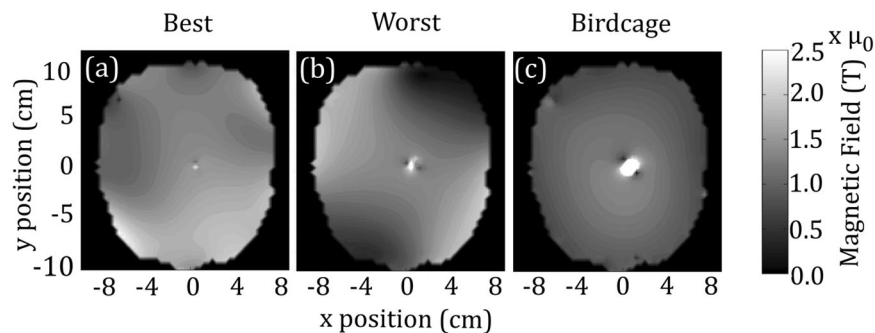 Best Worst Birdcage
x μ0
(a) (b) (c)
10
5
0
-5
-10
y position (cm)
2.5
2.0
1.5
1.0
0.5
0.0
Magnetic Field (T)
-8 -4 0 4 8 -8 -4 0 4 8 -8 -4 0 4 8
x position (cm)